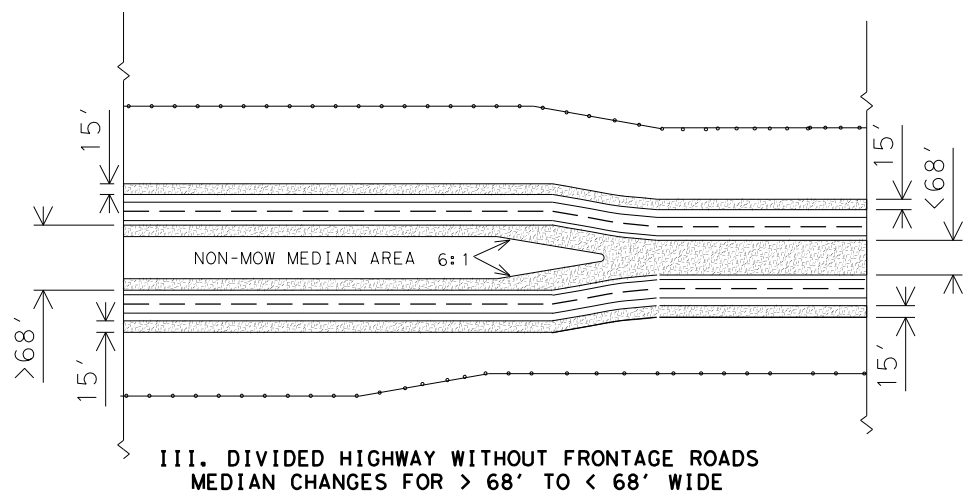 15'
15'
<68'
NON-MOW MEDIAN AREA 6:1
>68'
15'
15'
III. DIVIDED HIGHWAY WITHOUT FRONTAGE ROADS
MEDIAN CHANGES FOR > 68' TO < 68' WIDE